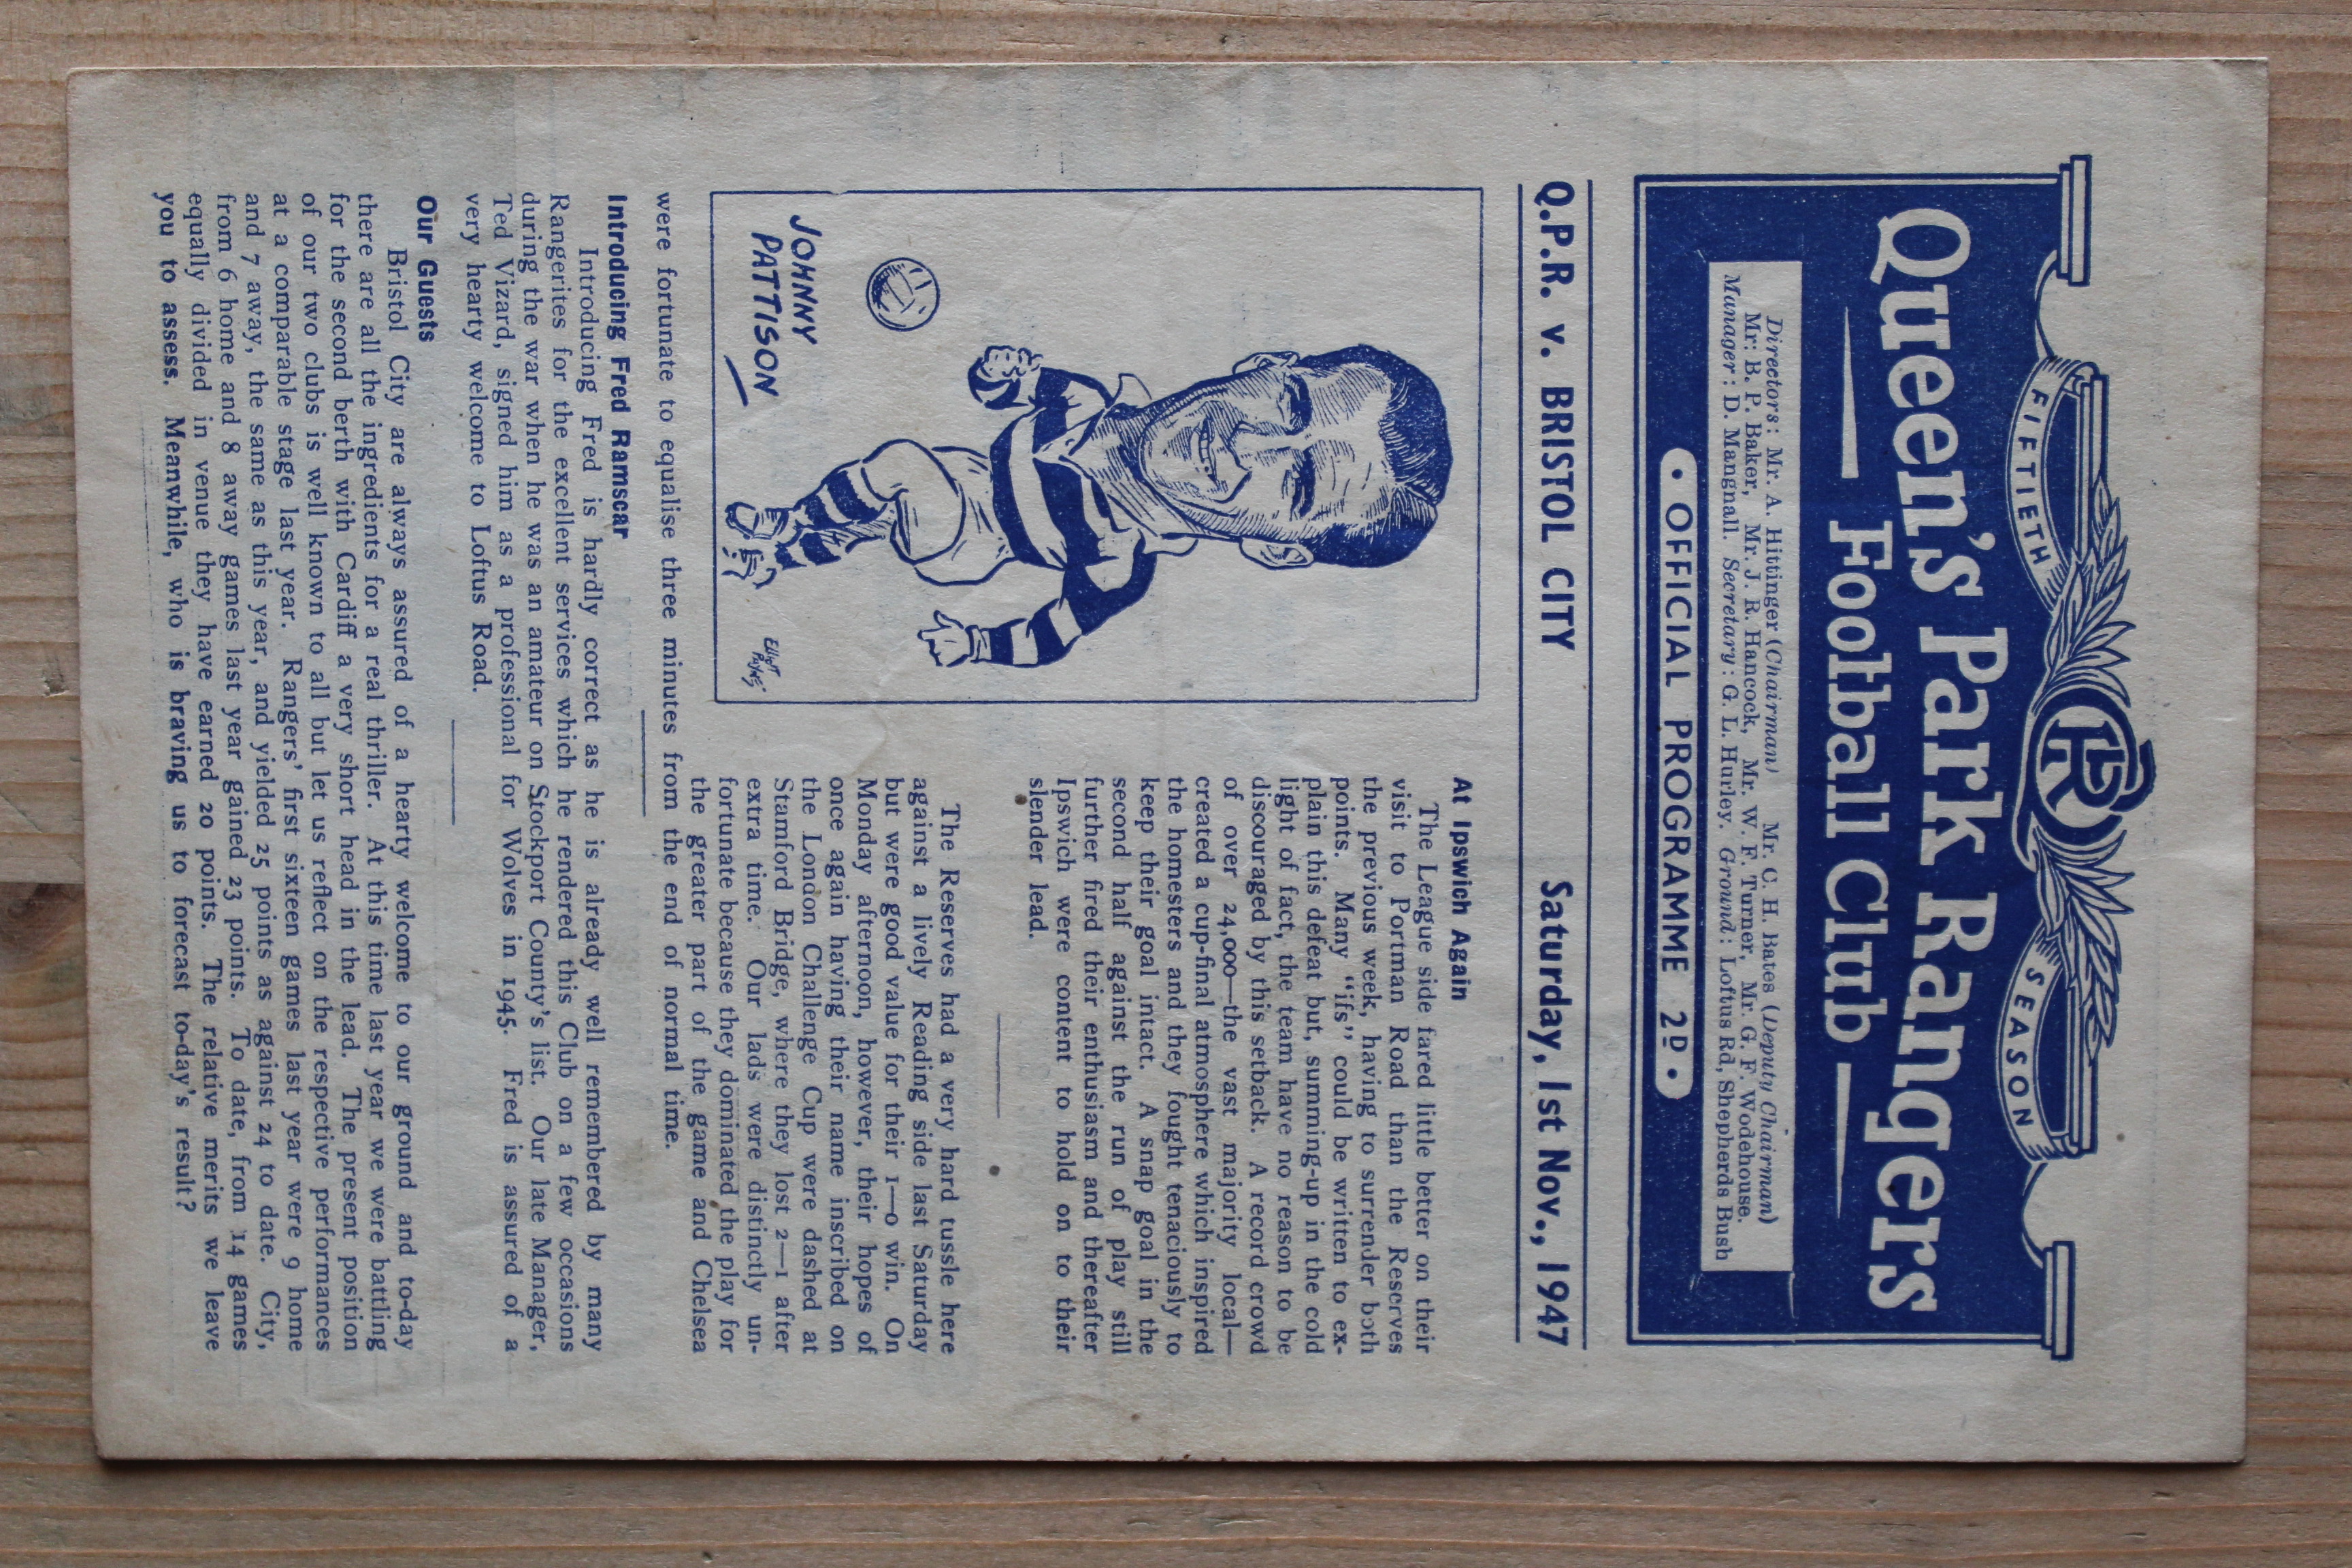 FIFTIETH
SEASON
Queen's Park Rangers
Football Club
Directors: Mr. A. Hittinger (Chairman) Mr. C. H. Bates (Deputy Chairman)
Mr: B. P. Baker, Mr. J. R. Hancock, Mr. W. F. Turner, Mr. G. F. Wodehouse.
Manager: D. Mangnall. Secretary: G. L. Hurley. Ground: Loftus Rd, Shepherds Bush
• OFFICIAL PROGRAMME 2D •
Q.P.R. v. BRISTOL CITY Saturday, 1st Nov., 1947
JOHNNY
PATTISON
At Ipswich Again
The League side fared little better on their
visit to Portman Road than the Reserves
the previous week, having to surrender both
points. Many "ifs" could be written to ex-
plain this defeat but, summing-up in the cold
light of fact, the team have no reason to be
discouraged by this setback. A record crowd
of over 24,000—the vast majority local—
created a cup-final atmosphere which inspired
the homesters and they fought tenaciously to
keep their goal intact. A snap goal in the
second half against the run of play still
further fired their enthusiasm and thereafter
Ipswich were content to hold on to their
slender lead.
The Reserves had a very hard tussle here
against a lively Reading side last Saturday
but were good value for their 1—0 win. On
Monday afternoon, however, their hopes of
once again having their name inscribed on
the London Challenge Cup were dashed at
Stamford Bridge, where they lost 2—1 after
extra time. Our lads were distinctly un-
fortunate because they dominated the play for
the greater part of the game and Chelsea
were fortunate to equalise three minutes from the end of normal time.
Introducing Fred Ramscar
Introducing Fred is hardly correct as he is already well remembered by many
Rangerites for the excellent services which he rendered this Club on a few occasions
during the war when he was an amateur on Stockport County's list. Our late Manager,
Ted Vizard, signed him as a professional for Wolves in 1945. Fred is assured of a
very hearty welcome to Loftus Road.
Our Guests
Bristol City are always assured of a hearty welcome to our ground and to-day
there are all the ingredients for a real thriller. At this time last year we were battling
for the second berth with Cardiff a very short head in the lead. The present position
of our two clubs is well known to all but let us reflect on the respective performances
at a comparable stage last year. Rangers' first sixteen games last year were 9 home
and 7 away, the same as this year, and yielded 25 points as against 24 to date. City,
from 6 home and 8 away games last year gained 23 points. To date, from 14 games
equally divided in venue they have earned 20 points. The relative merits we leave
you to assess. Meanwhile, who is braving us to forecast to-day's result?